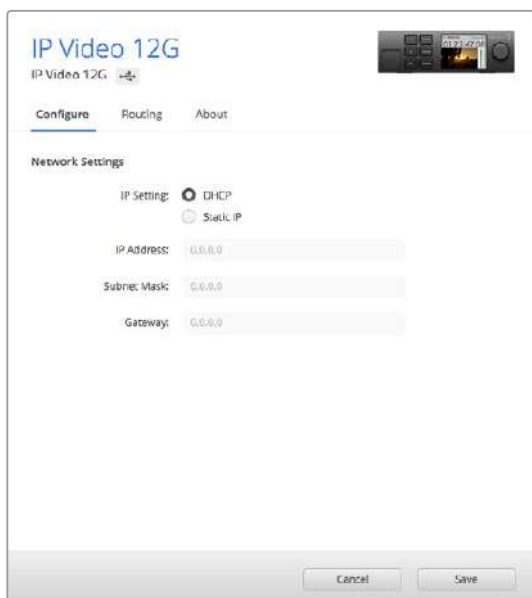 IP Video 12G
IP Video 12G
Configure Routing About
Network Settings
IP Setting: DHCP
Static IP
IP Address: 0.0.0.0
Subnet Mask: 0.0.0.0
Gateway: 0.0.0.0
Cancel Save